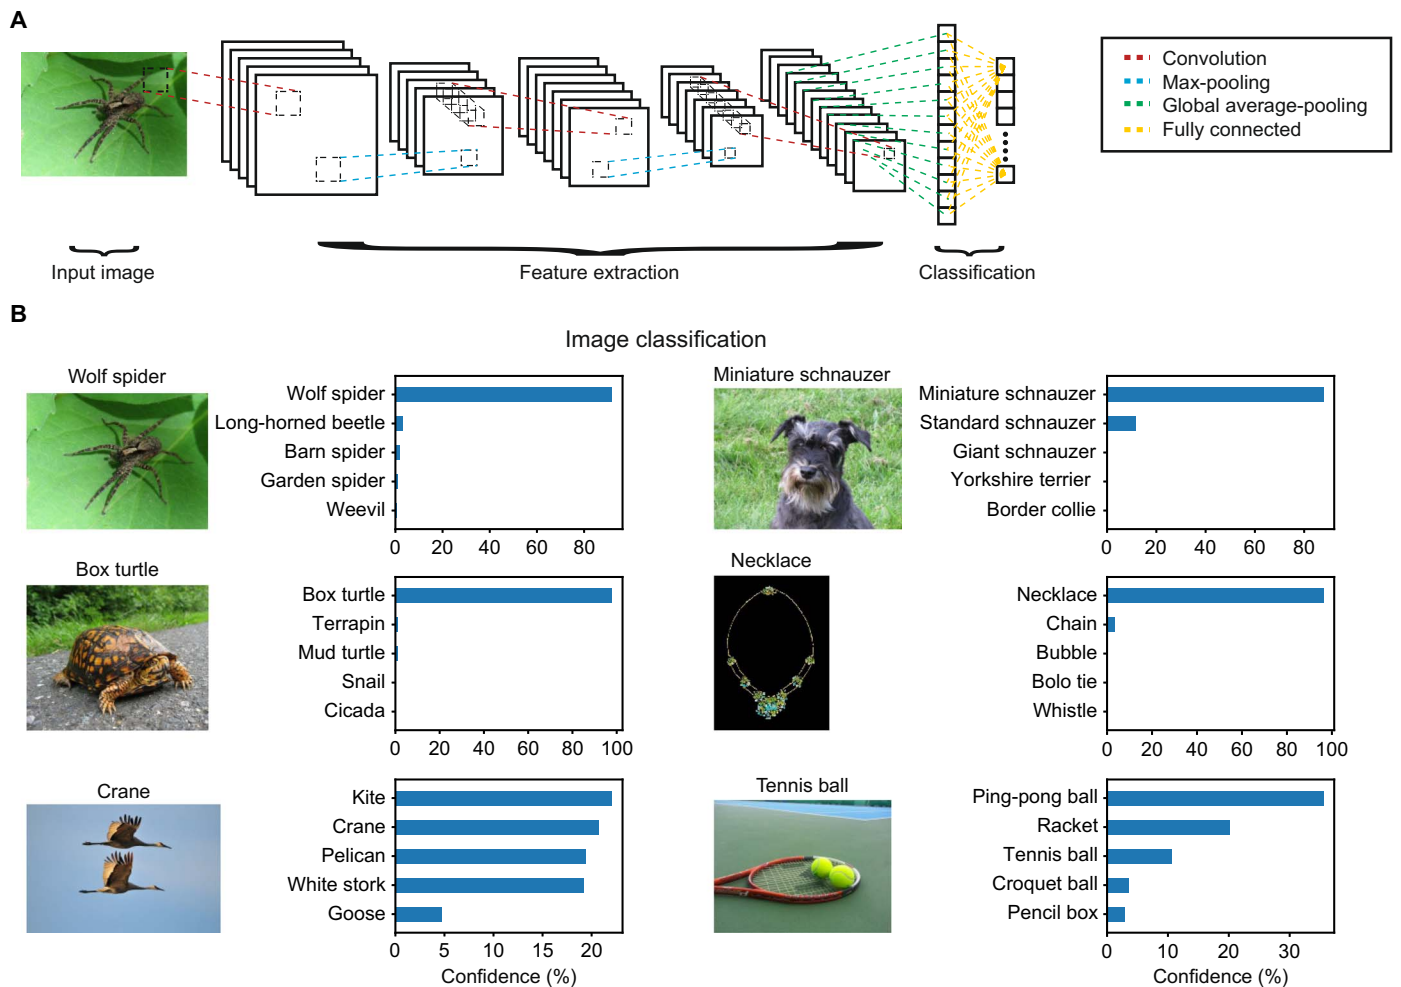 A
Convolution
Max-pooling
Global average-pooling
Fully connected
Input image
Feature extraction
Classification
B
Image classification
Wolf spider
Wolf spider
Long-horned beetle
Barn spider
Garden spider
Weevil
0 20 40 60 80
Miniature schnauzer
Miniature schnauzer
Standard schnauzer
Giant schnauzer
Yorkshire terrier
Border collie
0 20 40 60 80
Box turtle
Box turtle
Terrapin
Mud turtle
Snail
Cicada
0 20 40 60 80 100
Necklace
Necklace
Chain
Bubble
Bolo tie
Whistle
0 20 40 60 80 100
Crane
Kite
Crane
Pelican
White stork
Goose
0 5 10 15 20
Confidence (%)
Tennis ball
Ping-pong ball
Racket
Tennis ball
Croquet ball
Pencil box
0 10 20 30
Confidence (%)